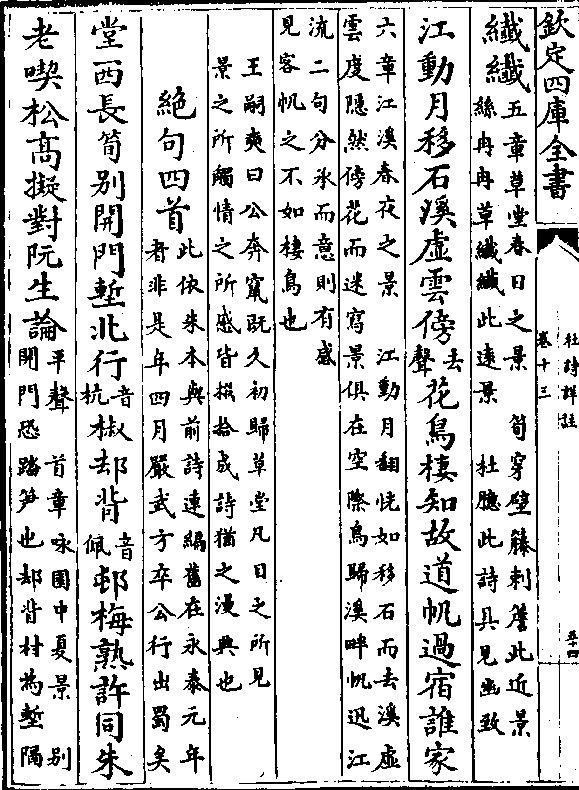 欽定四庫全書
杜詩詳註
卷十三
五十四
纖纖
五章草堂春日之景　筍穿壁藤刺簷此近景
絲冉冉草纖纖此遠景　杜臆此詩具見幽致
江動月移石溪虛雲傍去聲花鳥棲知故道帆過宿誰家
六章江溪春夜之景　江動月翻恍如移石而去溪虛
雲度隱然傍花而迷寫景俱在空際鳥歸溪畔帆迅江
流二句分承而意則有感
見客帆之不如棲鳥也
王嗣奭曰公奔竄既久初歸草堂凡目之所見
景之所觸情之所感皆掇拾成詩猶之漫興也
絕句四首
此依朱本與前詩連編舊在永泰元年
者非是年四月嚴武方卒公行出蜀矣
堂西長筍別開門塹北行音杭椒却背音佩邨梅熟許同朱
老喫松高擬對阮生論
平聲　首章咏園中夏景　別
開門恐踏笋也却背村為塹隔